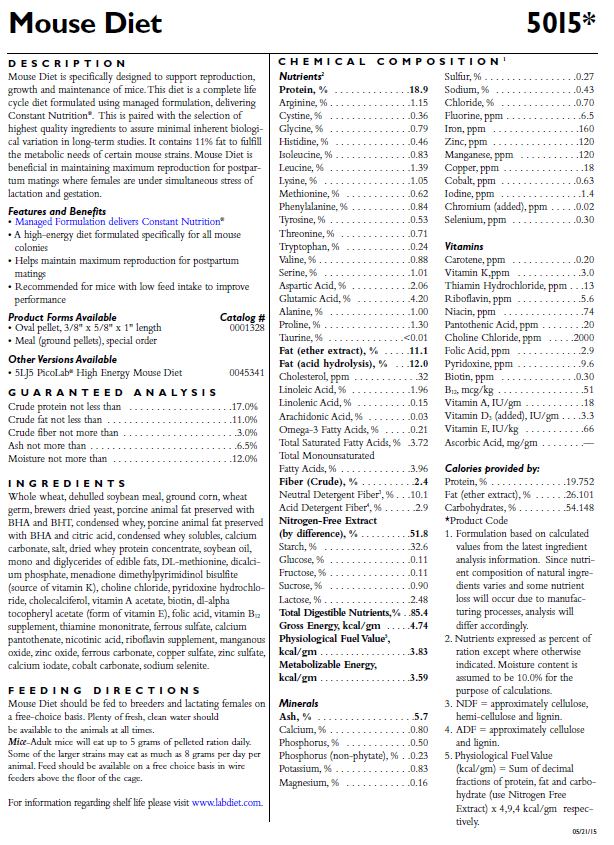 Mouse Diet
5015*
DESCRIPTION
Mouse Diet is specifically designed to support reproduction,
growth and maintenance of mice. This diet is a complete life
cycle diet formulated using managed formulation, delivering
Constant Nutrition®. This is paired with the selection of
highest quality ingredients to assure minimal inherent biologi-
cal variation in long-term studies. It contains 11% fat to fulfill
the metabolic needs of certain mouse strains. Mouse Diet is
beneficial in maintaining maximum reproduction for postpar-
tum matings where females are under simultaneous stress of
lactation and gestation.
Features and Benefits
• Managed Formulation delivers Constant Nutrition®
• A high-energy diet formulated specifically for all mouse
colonies
• Helps maintain maximum reproduction for postpartum
matings
• Recommended for mice with low feed intake to improve
performance
Product Forms Available Catalog #
• Oval pellet, 3/8" x 5/8" x 1" length 0001328
• Meal (ground pellets), special order
Other Versions Available
• 5LJ5 PicoLab® High Energy Mouse Diet 0045341
GUARANTEED ANALYSIS
Crude protein not less than . . . . . . . . . . . . . . . . . . . .17.0%
Crude fat not less than . . . . . . . . . . . . . . . . . . . . . . . .11.0%
Crude fiber not more than . . . . . . . . . . . . . . . . . . . . .3.0%
Ash not more than . . . . . . . . . . . . . . . . . . . . . . . . . . .6.5%
Moisture not more than . . . . . . . . . . . . . . . . . . . . . .12.0%
INGREDIENTS
Whole wheat, dehulled soybean meal, ground corn, wheat
germ, brewers dried yeast, porcine animal fat preserved
with BHA and BHT, condensed whey, porcine animal fat preserved
with BHA and citric acid, condensed whey solubles, calcium
carbonate, salt, dried whey protein concentrate, soybean oil,
mono and diglycerides of edible fats, DL-methionine, dicalci-
um phosphate, menadione dimethylpyrimidinol bisulfite
(source of vitamin K), choline chloride, pyridoxine hydrochlo-
ride, cholecalciferol, vitamin A acetate, biotin, dl-alpha
tocopheryl acetate (form of vitamin E), folic acid, vitamin B₁₂
supplement, thiamine mononitrate, ferrous sulfate, calcium
pantothenate, nicotinic acid, riboflavin supplement, manganous
oxide, zinc oxide, ferrous carbonate, copper sulfate, zinc sulfate,
calcium iodate, cobalt carbonate, sodium selenite.
FEEDING DIRECTIONS
Mouse Diet should be fed to breeders and lactating females on
a free-choice basis. Plenty of fresh, clean water should
be available to the animals at all times.
Mice-Adult mice will eat up to 5 grams of pelleted ration daily.
Some of the larger strains may eat as much as 8 grams per day per
animal. Feed should be available on a free choice basis in wire
feeders above the floor of the cage.
For information regarding shelf life please visit www.labdiet.com.
CHEMICAL COMPOSITION¹
Nutrients²
Protein, % . . . . . . . . . . . . . .18.9
Arginine, % . . . . . . . . . . . . . .1.15
Cystine, % . . . . . . . . . . . . . . .0.36
Glycine, % . . . . . . . . . . . . . . .0.79
Histidine, % . . . . . . . . . . . . . .0.46
Isoleucine, % . . . . . . . . . . . . .0.83
Leucine, % . . . . . . . . . . . . . . .1.39
Lysine, % . . . . . . . . . . . . . . . .1.05
Methionine, % . . . . . . . . . . . .0.62
Phenylalanine, % . . . . . . . . . .0.84
Tyrosine, % . . . . . . . . . . . . . .0.53
Threonine, % . . . . . . . . . . . . .0.71
Tryptophan, % . . . . . . . . . . . .0.24
Valine, % . . . . . . . . . . . . . . . .0.88
Serine, % . . . . . . . . . . . . . . . .1.01
Aspartic Acid, % . . . . . . . . . .2.06
Glutamic Acid, % . . . . . . . . .4.20
Alanine, % . . . . . . . . . . . . . . .1.00
Proline, % . . . . . . . . . . . . . . .1.30
Taurine, % . . . . . . . . . . . . . .<0.01
Fat (ether extract), % . . . . .11.1
Fat (acid hydrolysis), % . . .12.0
Cholesterol, ppm . . . . . . . . . . .32
Linoleic Acid, % . . . . . . . . . .1.96
Linolenic Acid, % . . . . . . . . .0.15
Arachidonic Acid, % . . . . . . .0.03
Omega-3 Fatty Acids, % . . . . .0.21
Total Saturated Fatty Acids, % .3.72
Total Monounsaturated
Fatty Acids, % . . . . . . . . . . . .3.96
Fiber (Crude), % . . . . . . . . . .2.4
Neutral Detergent Fiber³, % . . .10.1
Acid Detergent Fiber⁴, % . . . . . .2.9
Nitrogen-Free Extract
(by difference), % . . . . . . . . .51.8
Starch, % . . . . . . . . . . . . . . . .32.6
Glucose, % . . . . . . . . . . . . . . .0.11
Fructose, % . . . . . . . . . . . . . .0.11
Sucrose, % . . . . . . . . . . . . . . .0.90
Lactose, % . . . . . . . . . . . . . . .2.48
Total Digestible Nutrients, % . .85.4
Gross Energy, kcal/gm . . . . .4.74
Physiological Fuel Value⁵,
kcal/gm . . . . . . . . . . . . . . . .3.83
Metabolizable Energy,
kcal/gm . . . . . . . . . . . . . . . .3.59
Minerals
Ash, % . . . . . . . . . . . . . . . . .5.7
Calcium, % . . . . . . . . . . . . . .0.80
Phosphorus, % . . . . . . . . . . . .0.50
Phosphorus (non-phytate), % . .0.23
Potassium, % . . . . . . . . . . . . .0.83
Magnesium, % . . . . . . . . . . . .0.16
Sulfur, % . . . . . . . . . . . . . . . .0.27
Sodium, % . . . . . . . . . . . . . . .0.43
Chloride, % . . . . . . . . . . . . . .0.70
Fluorine, ppm . . . . . . . . . . . . .6.5
Iron, ppm . . . . . . . . . . . . . . .160
Zinc, ppm . . . . . . . . . . . . . . .120
Manganese, ppm . . . . . . . . . .120
Copper, ppm . . . . . . . . . . . . . .18
Cobalt, ppm . . . . . . . . . . . . .0.63
Iodine, ppm . . . . . . . . . . . . . .1.4
Chromium (added), ppm . . . . .0.02
Selenium, ppm . . . . . . . . . . .0.30
Vitamins
Carotene, ppm . . . . . . . . . . .0.20
Vitamin K, ppm . . . . . . . . . . .3.0
Thiamin Hydrochloride, ppm . .13
Riboflavin, ppm . . . . . . . . . . .5.6
Niacin, ppm . . . . . . . . . . . . . .74
Pantothenic Acid, ppm . . . . . . .20
Choline Chloride, ppm . . . . .2000
Folic Acid, ppm . . . . . . . . . . .2.9
Pyridoxine, ppm . . . . . . . . . . .9.6
Biotin, ppm . . . . . . . . . . . . .0.30
B₁₂, mcg/kg . . . . . . . . . . . . . .51
Vitamin A, IU/gm . . . . . . . . . .18
Vitamin D₃ (added), IU/gm . . . .3.3
Vitamin E, IU/kg . . . . . . . . . .66
Ascorbic Acid, mg/gm . . . . . . . .—
Calories provided by:
Protein, % . . . . . . . . . . . . .19.752
Fat (ether extract), % . . . . .26.101
Carbohydrates, % . . . . . . . .54.148
*Product Code
1. Formulation based on calculated
values from the latest ingredient
analysis information. Since nutri-
ent composition of natural ingre-
dients varies and some nutrient
loss will occur due to manufac-
turing processes, analysis will
differ accordingly.
2. Nutrients expressed as percent of
ration except where otherwise
indicated. Moisture content is
assumed to be 10.0% for the
purpose of calculations.
3. NDF = approximately cellulose,
hemi-cellulose and lignin.
4. ADF = approximately cellulose
and lignin.
5. Physiological Fuel Value
(kcal/gm) = Sum of decimal
fractions of protein, fat and carbo-
hydrate (use Nitrogen Free
Extract) x 4,9,4 kcal/gm respec-
tively.
05/21/15